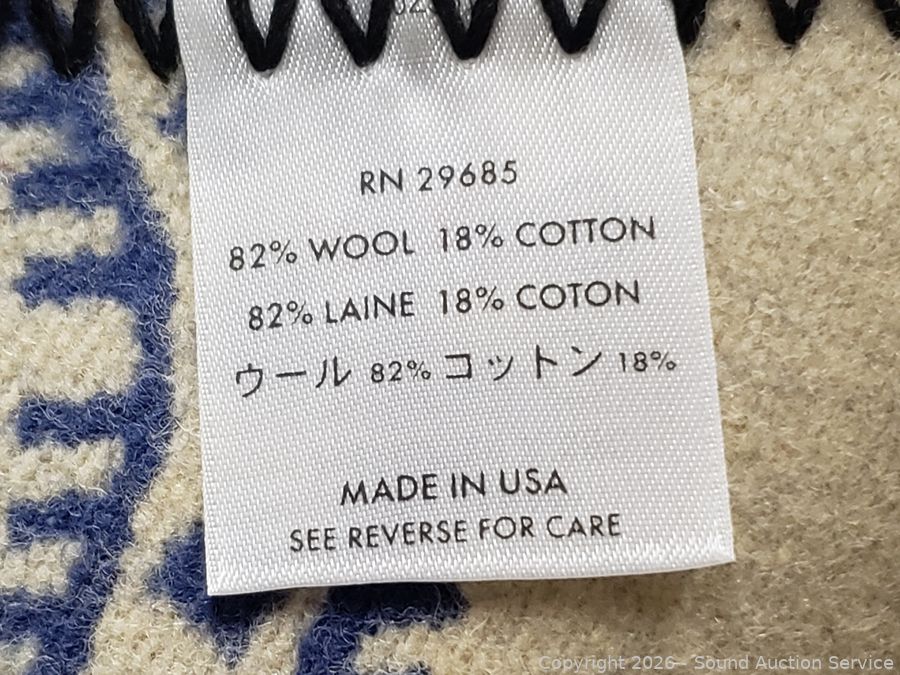 RN 29685
82% WOOL 18% COTTON
82% LAINE 18% COTON
ウール 82% コットン 18%
MADE IN USA
SEE REVERSE FOR CARE
Copyright 2026 - Sound Auction Service